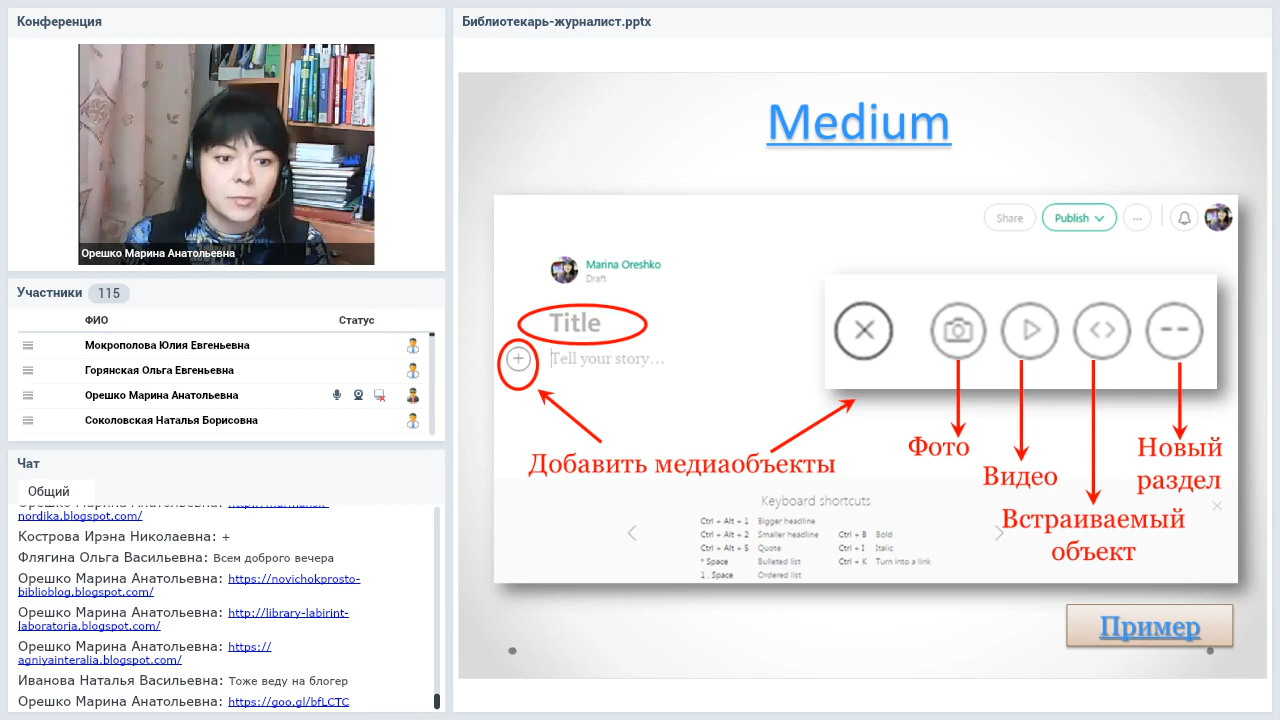 Конференция
Орешко Марина Анатольевна
Участники 115
ФИО Статус
Мокрополова Юлия Евгеньевна
Горянская Ольга Евгеньевна
Орешко Марина Анатольевна
Соколовская Наталья Борисовна
Чат
Общий
nordika.blogspot.com/
Кострова Ирэна Николаевна: +
Флягина Ольга Васильевна: Всем доброго вечера
Орешко Марина Анатольевна: https://novichokprosto-
biblioblog.blogspot.com/
Орешко Марина Анатольевна: http://library-labirint-
laboratoria.blogspot.com/
Орешко Марина Анатольевна: https://
agniyainteralia.blogspot.com/
Иванова Наталья Васильевна: Тоже веду на блогер
Орешко Марина Анатольевна: https://goo.gl/bfLCTC
Библиотекарь-журналист.pptx
Medium
Share Publish ...
Marina Oreshko
Draft
Title
Tell your story...
Добавить медиаобъекты
Фото
Видео
Встраиваемый
объект
Новый
раздел
Keyboard shortcuts
Ctrl + Alt + 1 Bigger headline
Ctrl + Alt + 2 Smaller headline
Ctrl + Alt + 5 Quote
* Space Bulleted list
1 . Space Ordered list
Ctrl + B Bold
Ctrl + I Italic
Ctrl + K Turn into a link
Пример